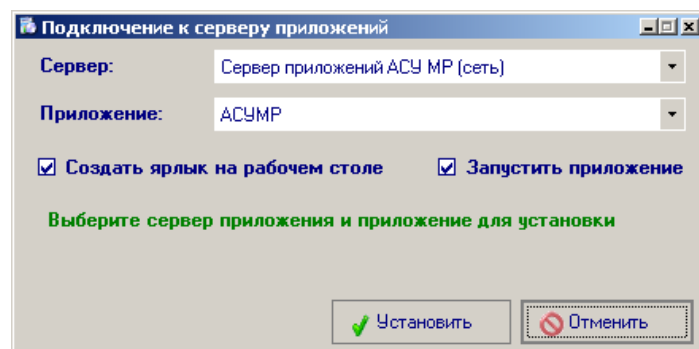 Подключение к серверу приложений
Сервер: Сервер приложений АСУ МР (сеть)
Приложение: АСУМР
Создать ярлык на рабочем столе Запустить приложение
Выберите сервер приложения и приложение для установки
Установить Отменить